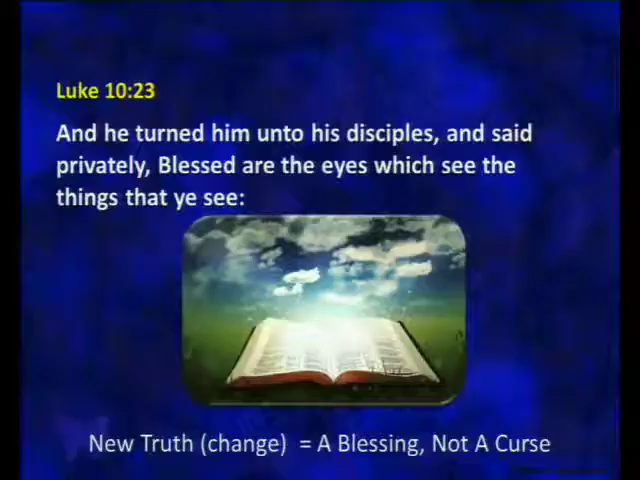 Luke 10:23
And he turned him unto his disciples, and said
privately, Blessed are the eyes which see the
things that ye see:
New Truth (change)  = A Blessing, Not A Curse